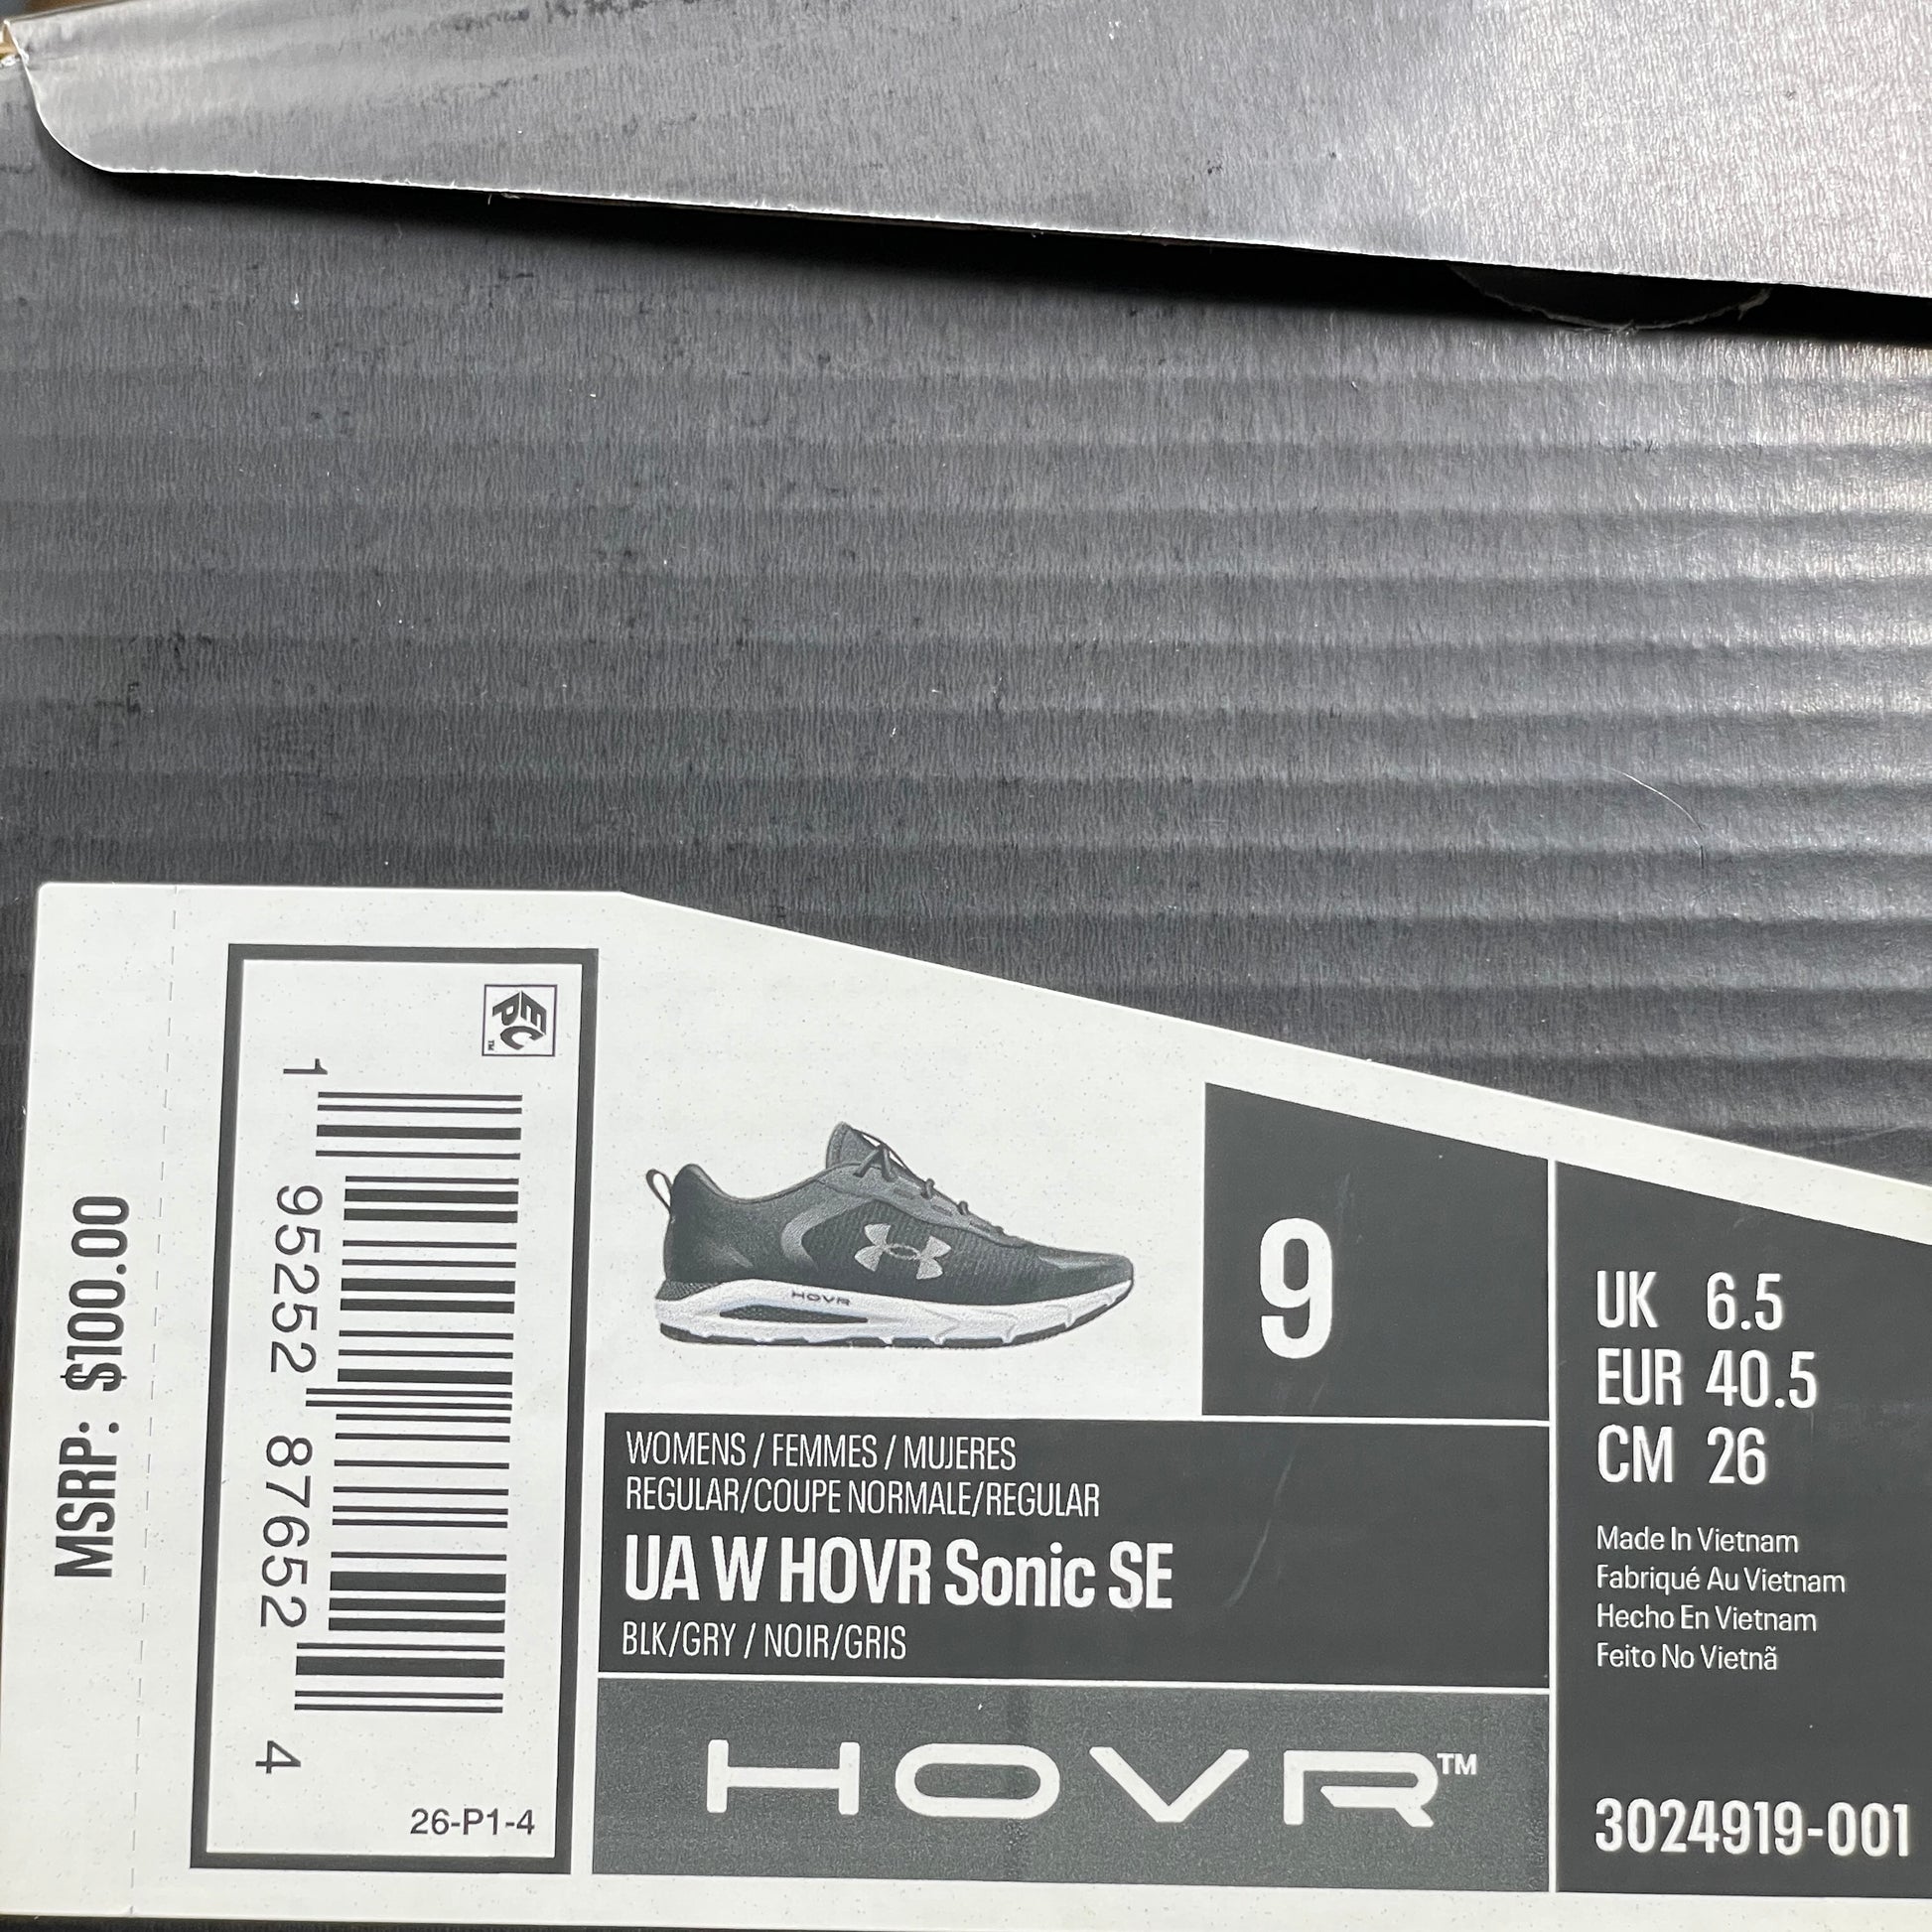 MSRP: $100.00
EPC™
1 95252 87652 4
26-P1-4
HOVR
9
WOMENS / FEMMES / MUJERES
REGULAR/COUPE NORMALE/REGULAR
UA W HOVR Sonic SE
BLK/GRY / NOIR/GRIS
HOVR™
UK 6.5
EUR 40.5
CM 26
Made In Vietnam
Fabriqué Au Vietnam
Hecho En Vietnam
Feito No Vietnã
3024919-001